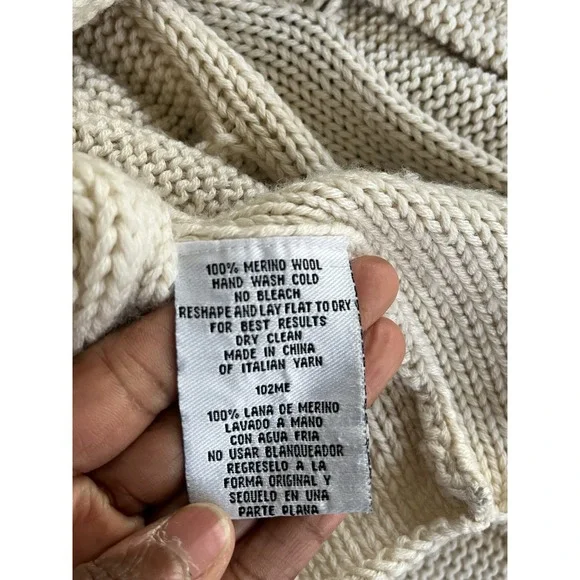 100% MERINO WOOL
HAND WASH COLD
NO BLEACH
RESHAPE AND LAY FLAT TO DRY
FOR BEST RESULTS
DRY CLEAN
MADE IN CHINA
OF ITALIAN YARN
102ME
100% LANA DE MERINO
LAVADO A MANO
CON AGUA FRIA
NO USAR BLANQUEADOR
REGRESELO A LA
FORMA ORIGINAL Y
SEQUELO EN UNA
PARTE PLANA